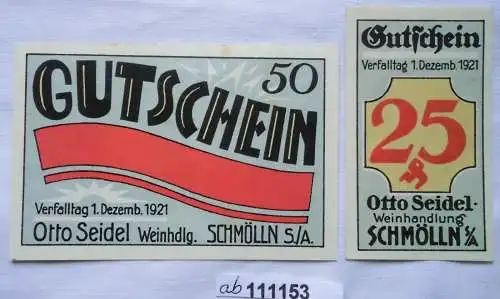 50
GUTSCHEIN
Verfalltag 1. Dezemb. 1921
Otto Seidel Weinhdlg. SCHMÖLLN S/A.
Gutschein
Verfalltag 1. Dezemb. 1921
25
Otto Seidel·
Weinhandlung
SCHMÖLLN S/A
ab 111153